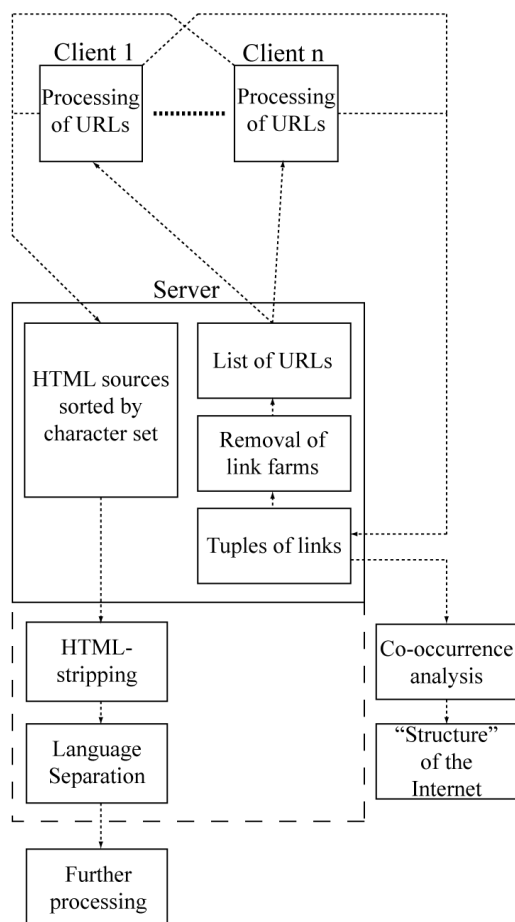 Client 1
Client n
Processing
of URLs
Processing
of URLs
Server
HTML sources
sorted by
character set
List of URLs
Removal of
link farms
Tuples of links
HTML-
stripping
Co-occurrence
analysis
Language
Separation
“Structure”
of the
Internet
Further
processing